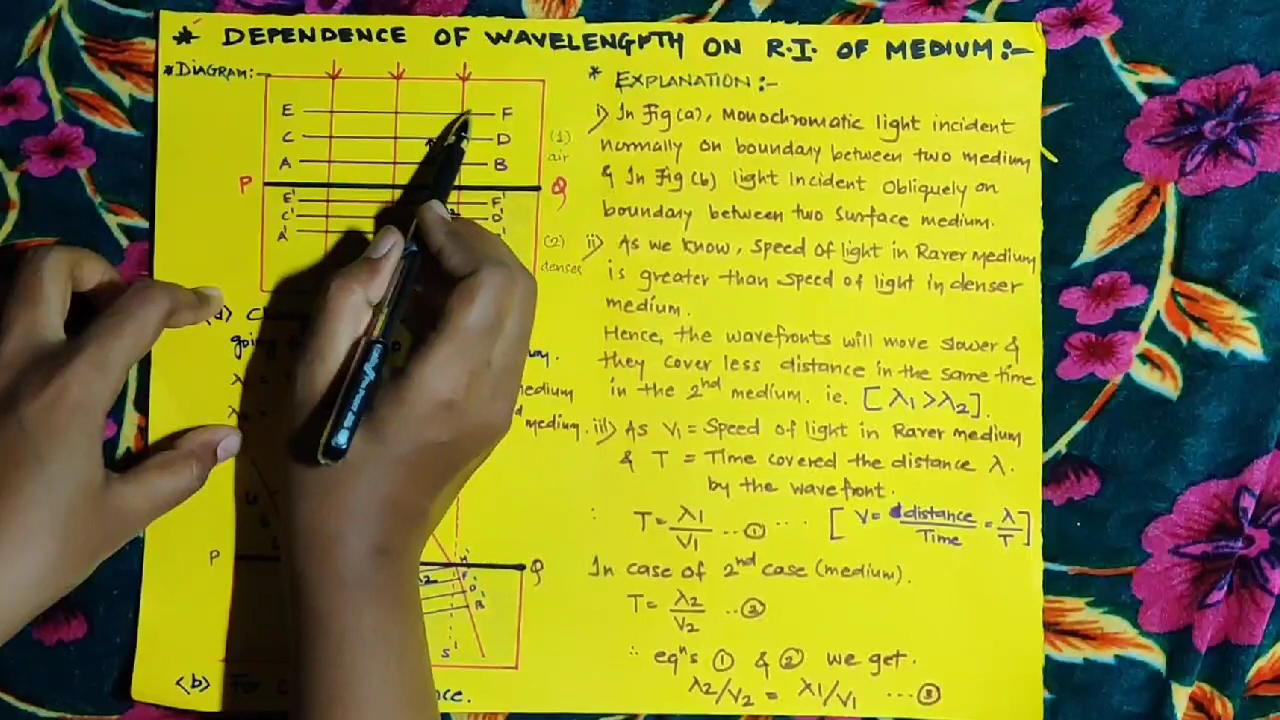 * DEPENDENCE OF WAVELENGTH ON R.I. OF MEDIUM:-
*DIAGRAM:-
E F
C D
A B
(1)
air
P Q
E' F'
C' D'
A'
(2)
denses
going
medium
medium.
P Q
S'
<b> For
* EXPLANATION :-
i) In Fig(a), Monochromatic light incident
normally on boundary between two medium
& In Fig(b) light Incident Obliquely on
boundary between two surface medium.
ii) As we know, Speed of light in Rarer medium
is greater than Speed of light in denser
medium.
Hence, the wavefronts will move slower &
they cover less distance in the same time
in the 2nd medium. ie. [λ1>λ2].
iii) As V1 = Speed of light in Rarer medium
& T = Time covered the distance λ.
by the wavefront.
∴ T=λ1/V1 ...① ... [V= distance/Time = λ/T]
In case of 2nd case (medium).
T= λ2/V2 ..②
∴ eqns ① & ② we get.
λ2/V2 = λ1/V1 ....③